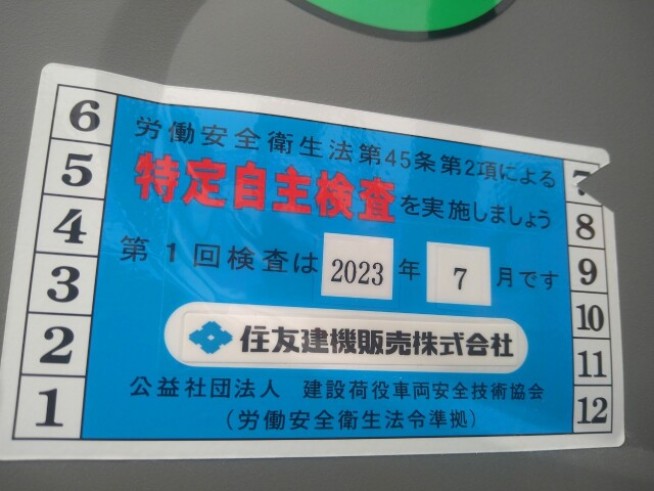 労働安全衛生法第45条第2項による
特定自主検査を実施しましょう
第1回検査は2023年7月です
住友建機販売株式会社
公益社団法人 建設荷役車両安全技術協会
(労働安全衛生法令準拠)
6
5
4
3
2
1
7
8
9
10
11
12